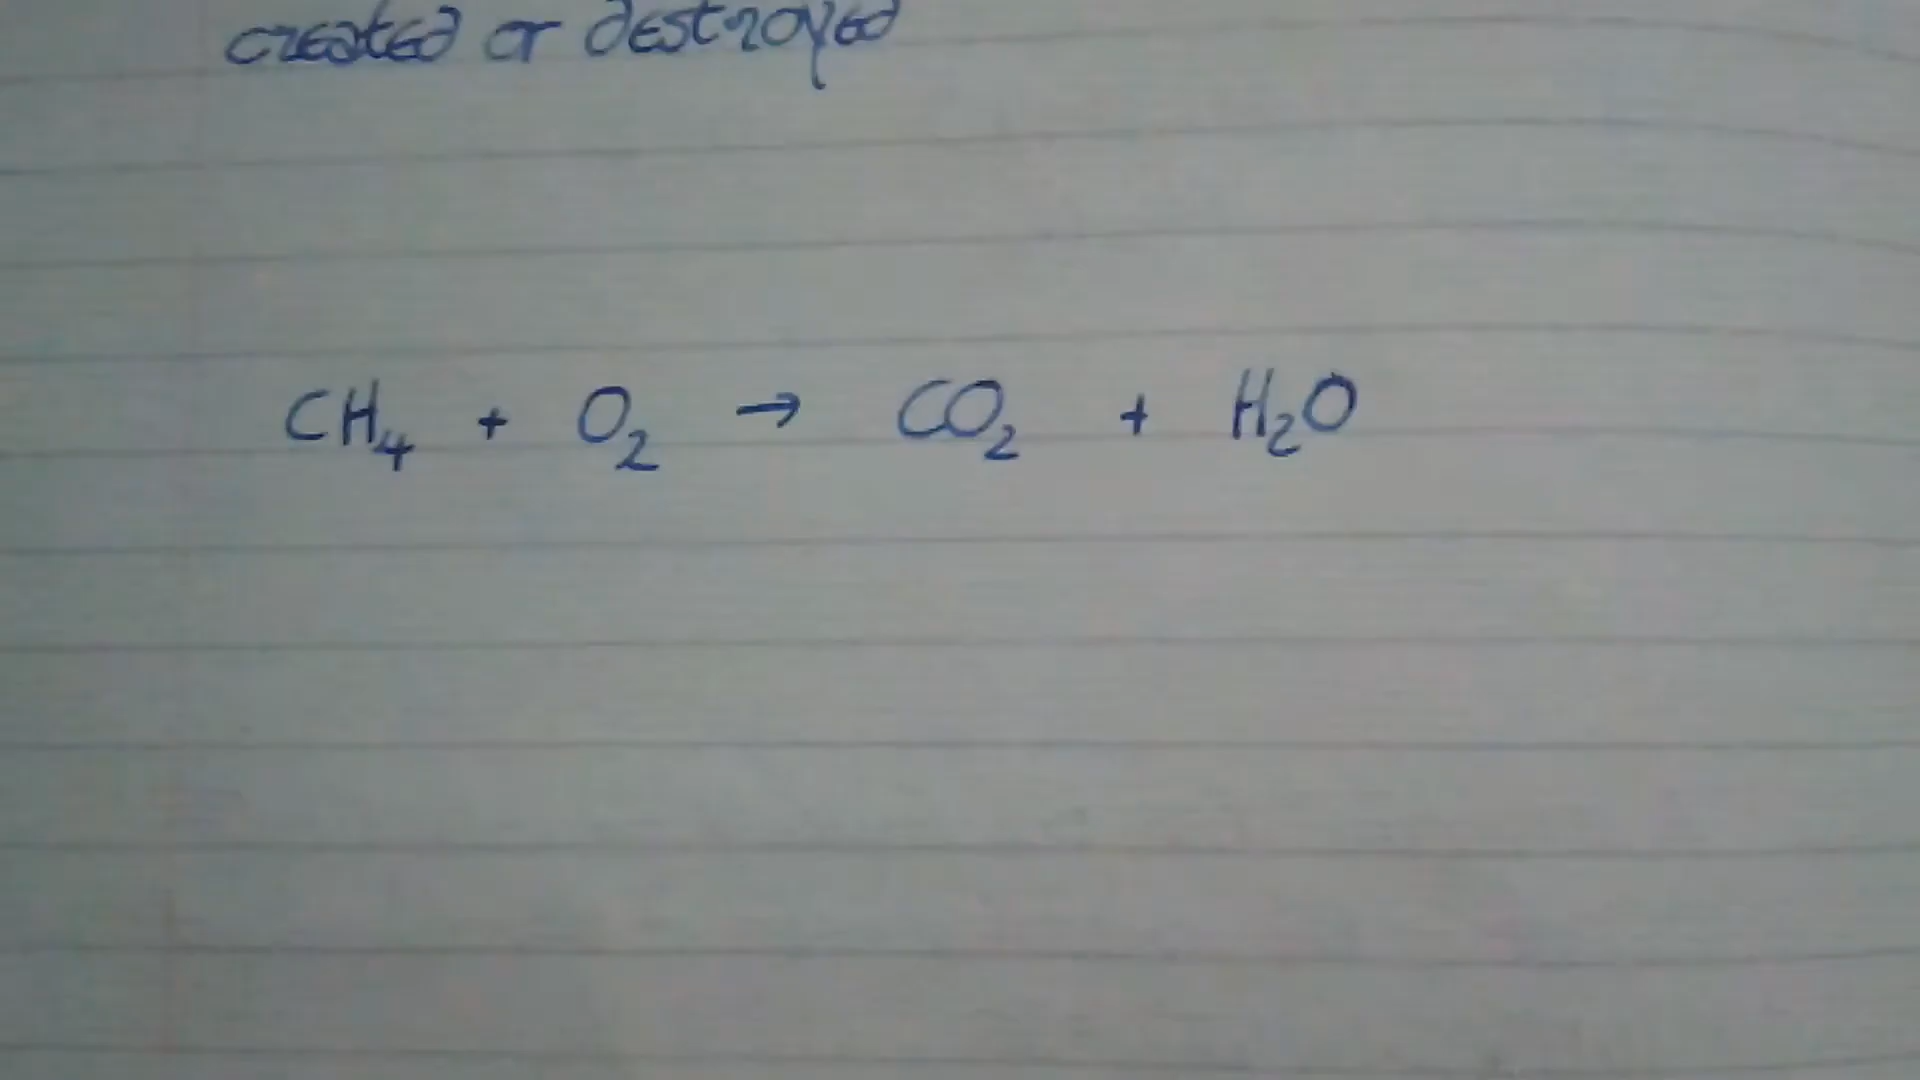 created or destroyed
CH₄ + O₂ → CO₂ + H₂O